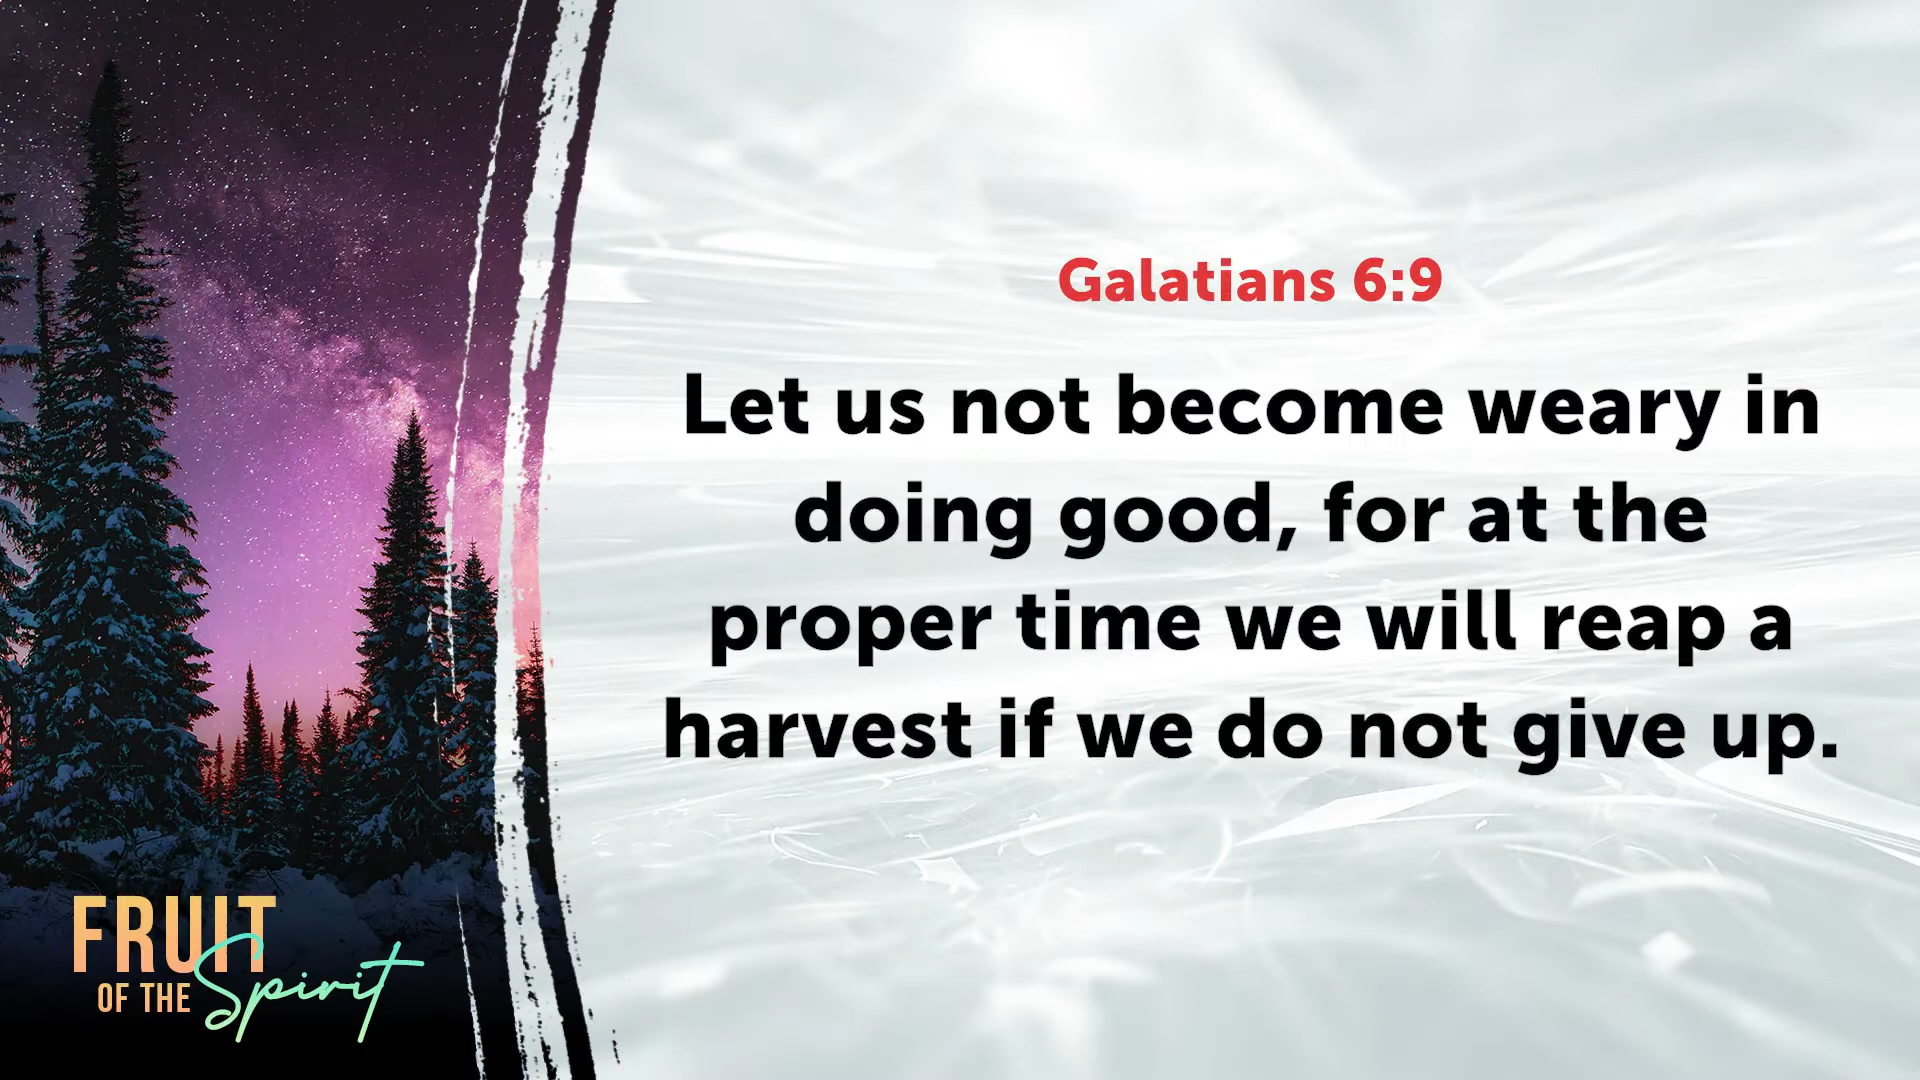 Galatians 6:9
Let us not become weary in
doing good, for at the
proper time we will reap a
harvest if we do not give up.
FRUIT
OF THE Spirit